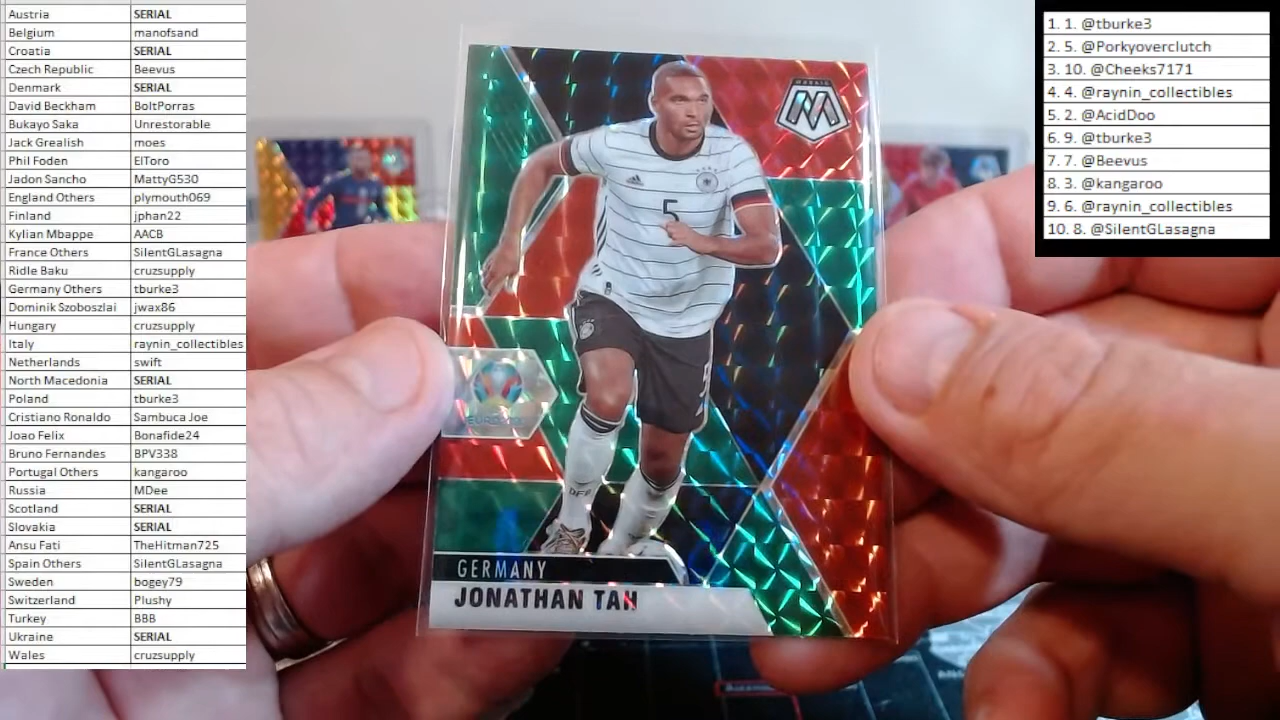 Austria SERIAL
Belgium manofsand
Croatia SERIAL
Czech Republic Beevus
Denmark SERIAL
David Beckham BoltPorras
Bukayo Saka Unrestorable
Jack Grealish moes
Phil Foden ElToro
Jadon Sancho MattyG530
England Others plymouth069
Finland jphan22
Kylian Mbappe AACB
France Others SilentGLasagna
Ridle Baku cruzsupply
Germany Others tburke3
Dominik Szoboszlai jwax86
Hungary cruzsupply
Italy raynin_collectibles
Netherlands swift
North Macedonia SERIAL
Poland tburke3
Cristiano Ronaldo Sambuca Joe
Joao Felix Bonafide24
Bruno Fernandes BPV338
Portugal Others kangaroo
Russia MDee
Scotland SERIAL
Slovakia SERIAL
Ansu Fati TheHitman725
Spain Others SilentGLasagna
Sweden bogey79
Switzerland Plushy
Turkey BBB
Ukraine SERIAL
Wales cruzsupply
MOSAIC
M
5
GERMANY
JONATHAN TAH
1. 1. @tburke3
2. 5. @Porkyoverclutch
3. 10. @Cheeks7171
4. 4. @raynin_collectibles
5. 2. @AcidDoo
6. 9. @tburke3
7. 7. @Beevus
8. 3. @kangaroo
9. 6. @raynin_collectibles
10. 8. @SilentGLasagna